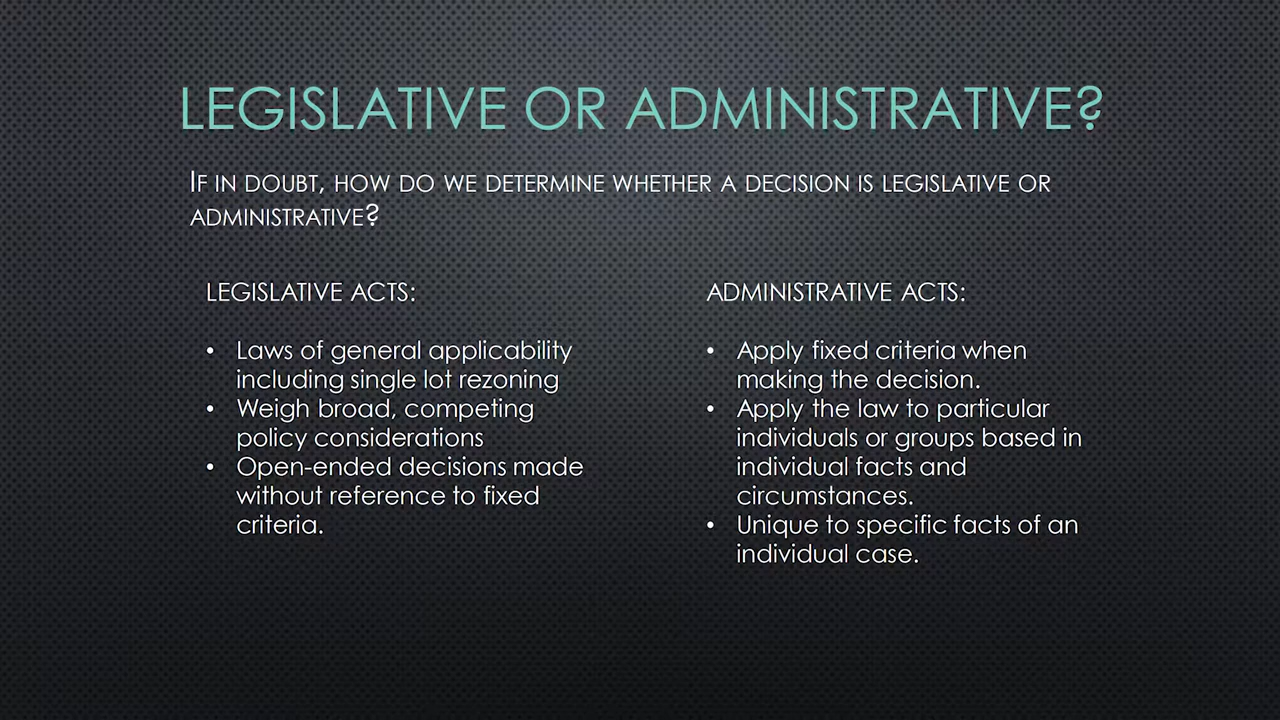 LEGISLATIVE OR ADMINISTRATIVE?
IF IN DOUBT, HOW DO WE DETERMINE WHETHER A DECISION IS LEGISLATIVE OR
ADMINISTRATIVE?
LEGISLATIVE ACTS:
• Laws of general applicability
including single lot rezoning
• Weigh broad, competing
policy considerations
• Open-ended decisions made
without reference to fixed
criteria.
ADMINISTRATIVE ACTS:
• Apply fixed criteria when
making the decision.
• Apply the law to particular
individuals or groups based in
individual facts and
circumstances.
• Unique to specific facts of an
individual case.